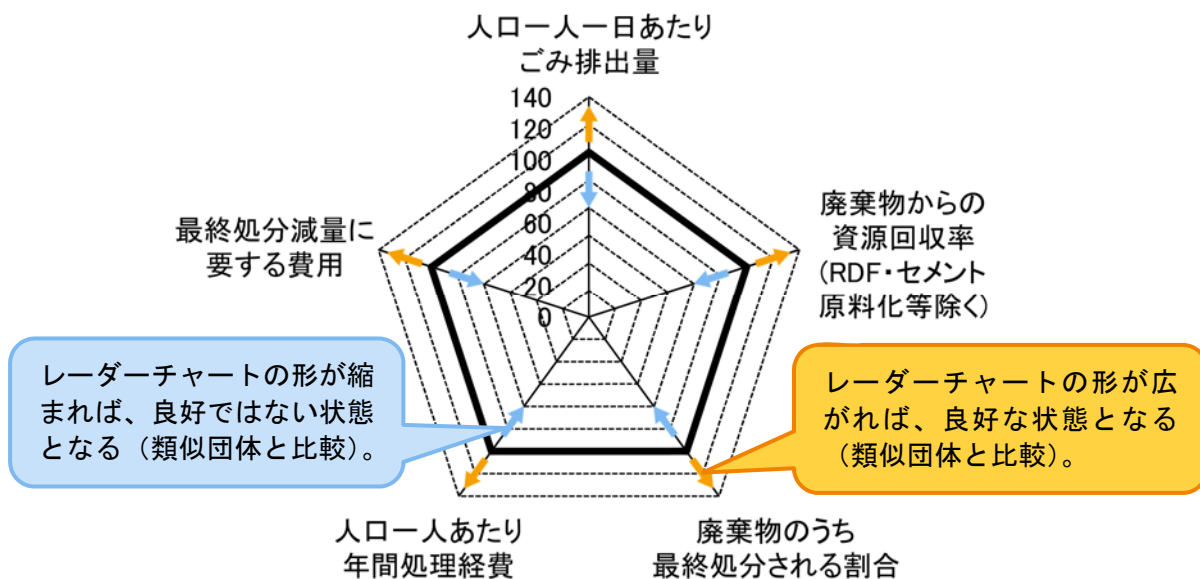 人口一人一日あたり
ごみ排出量
140
120
100
80
60
40
20
0
廃棄物からの
資源回収率
(RDF・セメント
原料化等除く)
最終処分減量に
要する費用
レーダーチャートの形が縮
まれば、良好ではない状態
となる（類似団体と比較）。
レーダーチャートの形が広
がれば、良好な状態となる
（類似団体と比較）。
人口一人あたり
年間処理経費
廃棄物のうち
最終処分される割合